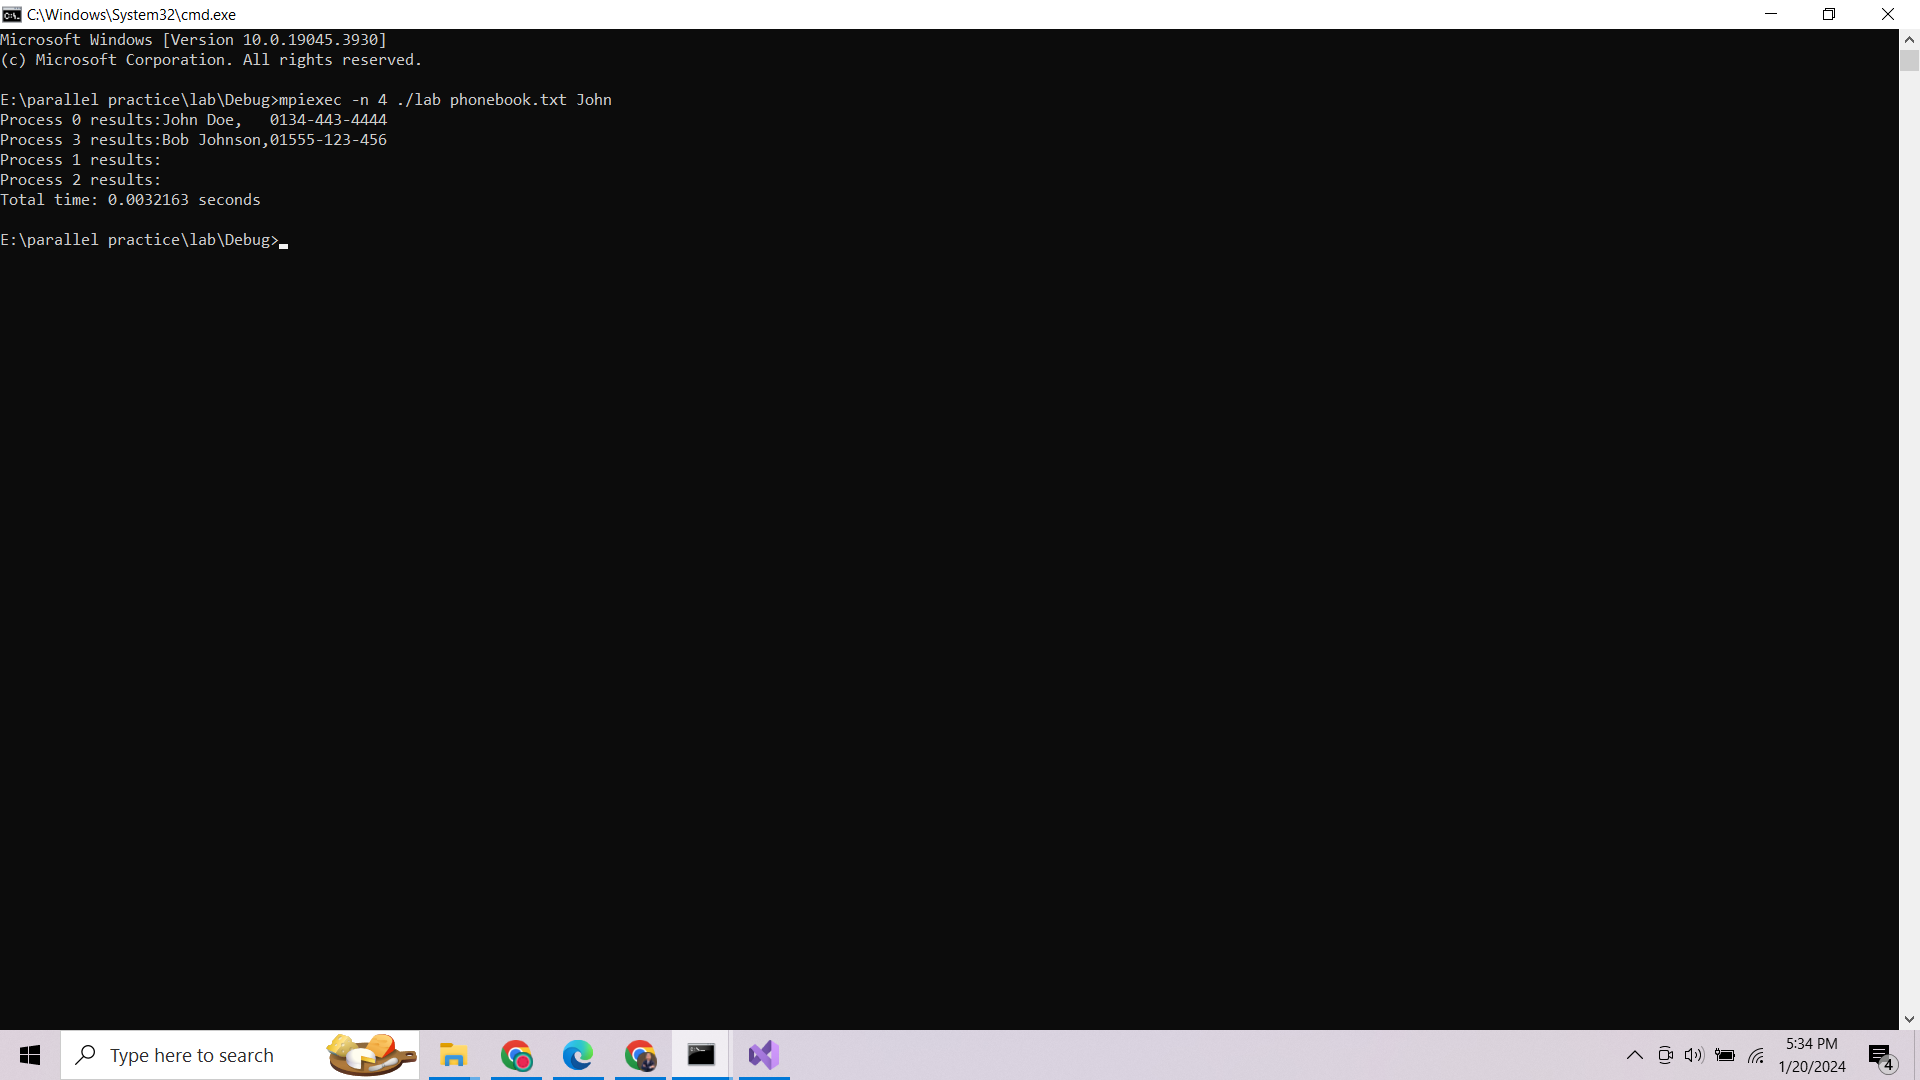 C:\Windows\System32\cmd.exe
Microsoft Windows [Version 10.0.19045.3930]
(c) Microsoft Corporation. All rights reserved.
E:\parallel practice\lab\Debug>mpiexec -n 4 ./lab phonebook.txt John
Process 0 results:John Doe,   0134-443-4444
Process 3 results:Bob Johnson,01555-123-456
Process 1 results:
Process 2 results:
Total time: 0.0032163 seconds
E:\parallel practice\lab\Debug>
Type here to search
5:34 PM
1/20/2024
4